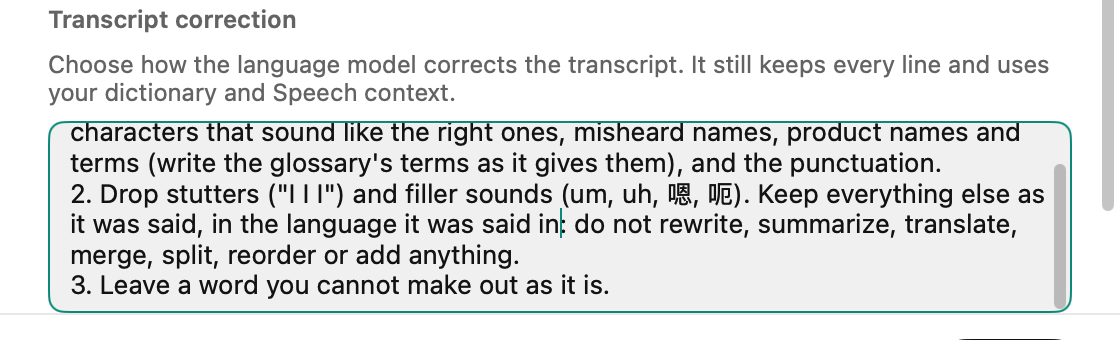 Transcript correction
Choose how the language model corrects the transcript. It still keeps every line and uses
your dictionary and Speech context.
characters that sound like the right ones, misheard names, product names and
terms (write the glossary's terms as it gives them), and the punctuation.
2. Drop stutters ("I I I") and filler sounds (um, uh, 嗯, 呃). Keep everything else as
it was said, in the language it was said in: do not rewrite, summarize, translate,
merge, split, reorder or add anything.
3. Leave a word you cannot make out as it is.